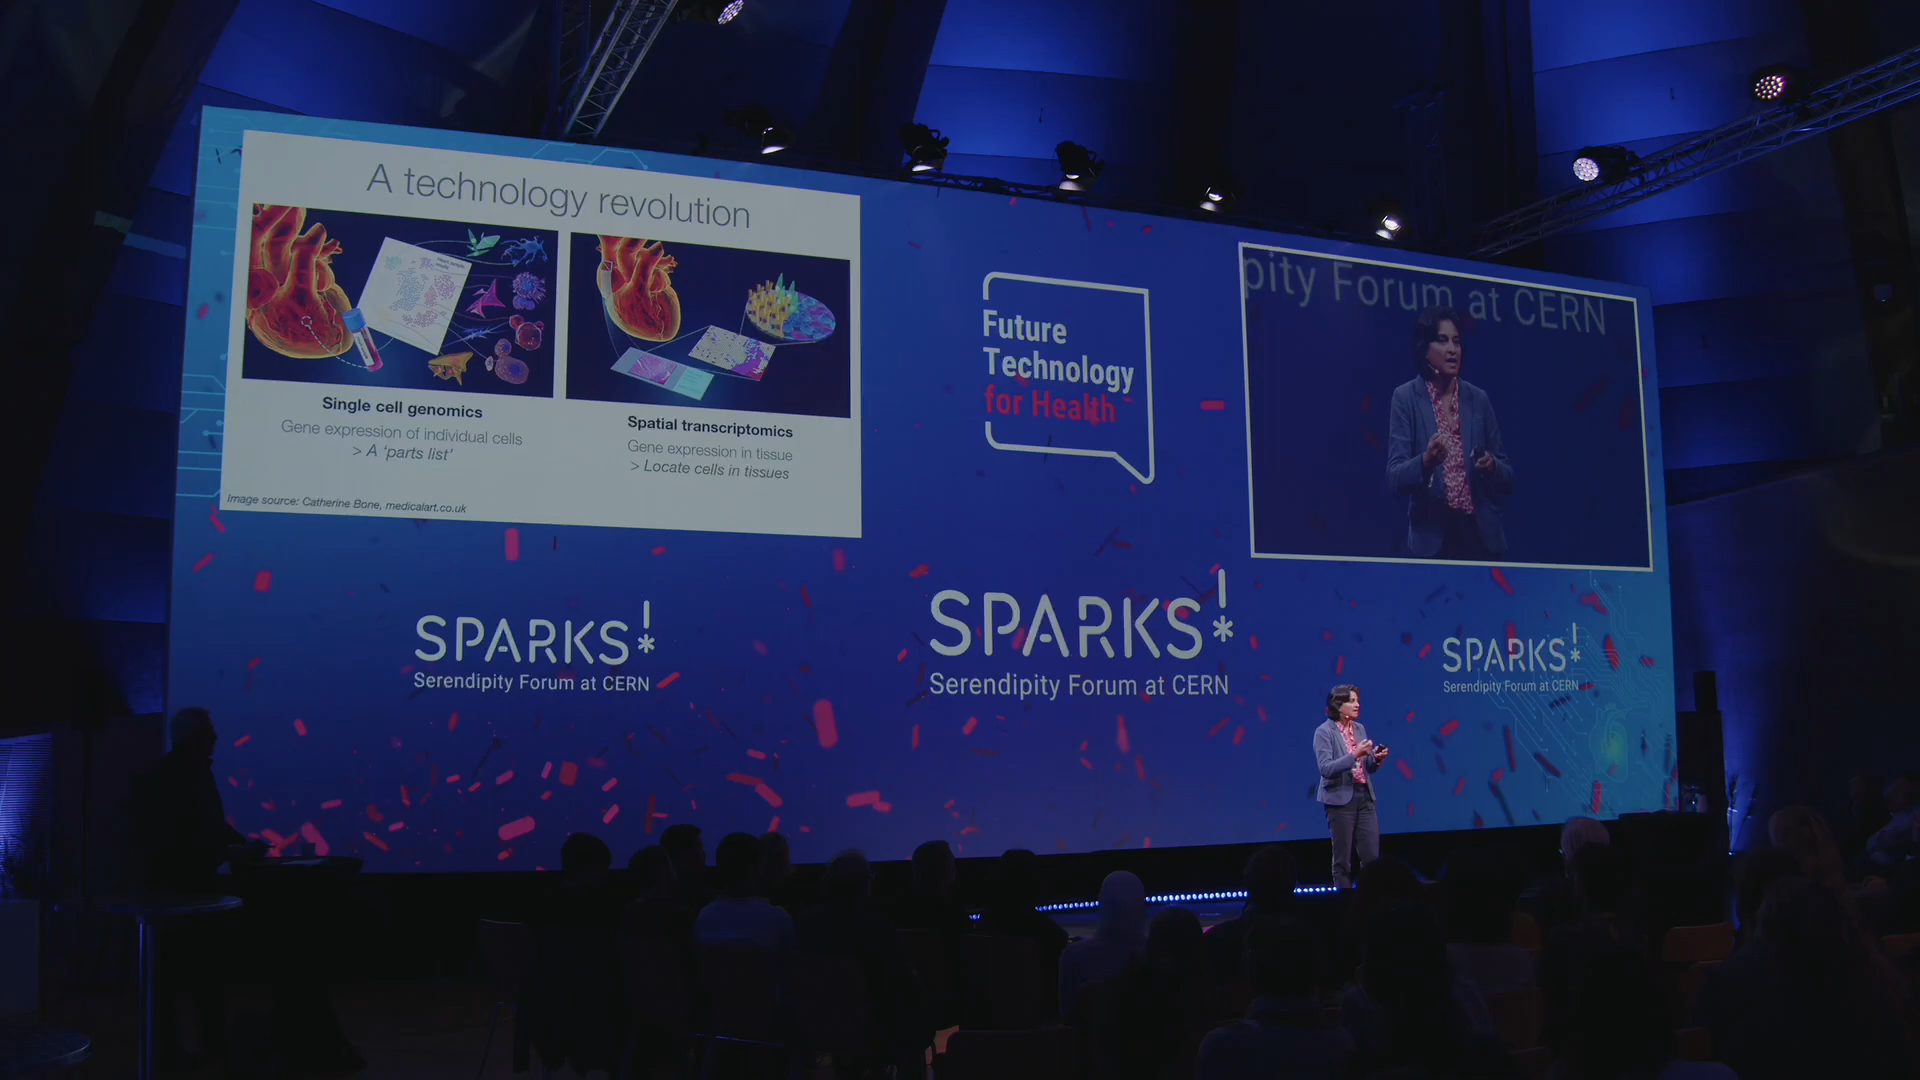 A technology revolution
Single cell genomics
Gene expression of individual cells
> A 'parts list'
Spatial transcriptomics
Gene expression in tissue
> Locate cells in tissues
Image source: Catherine Bone, medicalart.co.uk
Future
Technology
for Health
pity Forum at CERN
SPARKS!
Serendipity Forum at CERN
SPARKS!
Serendipity Forum at CERN
SPARKS!
Serendipity Forum at CERN